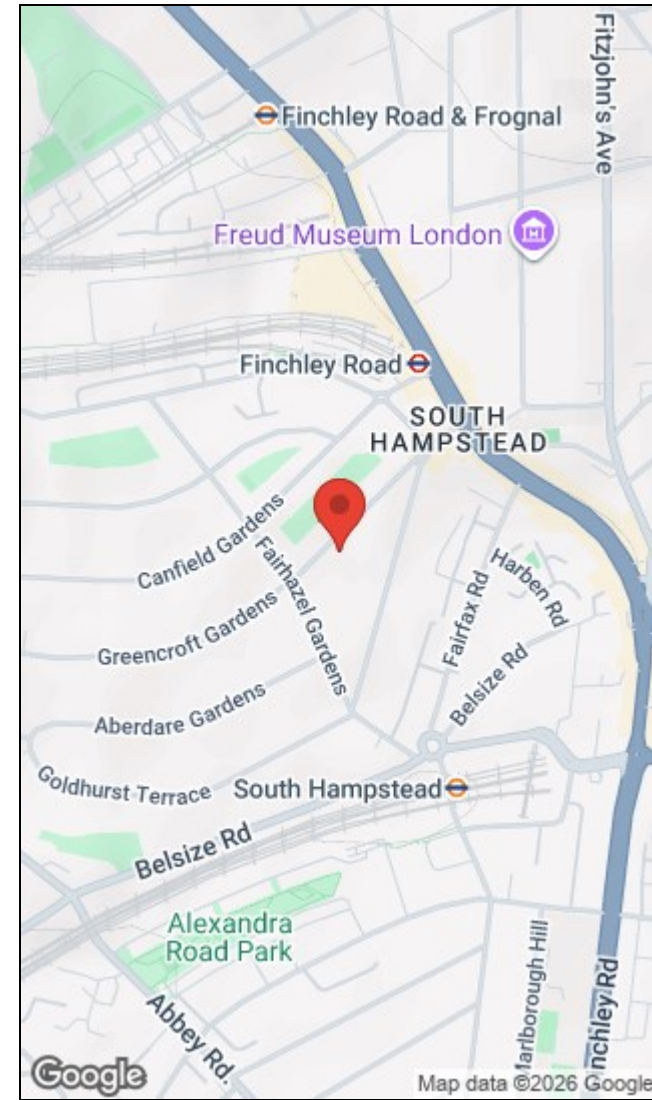 Fitzjohn's Ave
Finchley Road & Frognal
Freud Museum London
Finchley Road
SOUTH
HAMPSTEAD
Canfield Gardens
Fairhazel Gardens
Harben Rd
Fairfax Rd
Greencroft Gardens
Belsize Rd
Aberdare Gardens
Goldhurst Terrace
South Hampstead
Belsize Rd
Alexandra
Road Park
Marlborough Hill
nchley Rd
Abbey Rd.
Google
Map data ©2026 Google